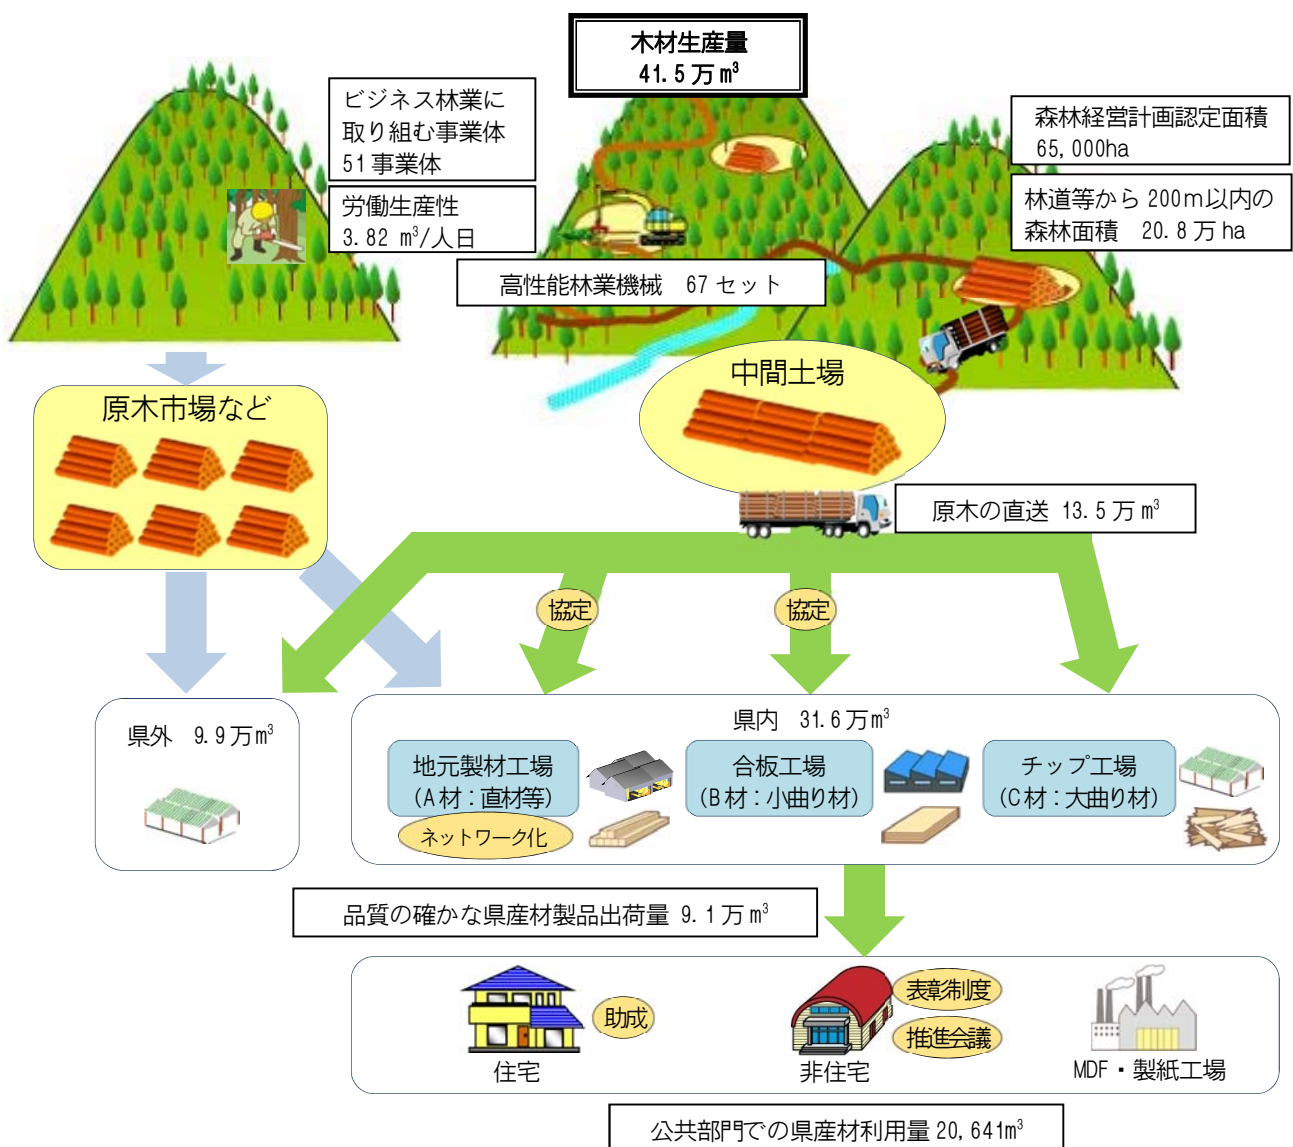 木材生産量
41.5万m³
ビジネス林業に
取り組む事業体
51事業体
労働生産性
3.82 m³/人日
森林経営計画認定面積
65,000ha
林道等から200m以内の
森林面積 20.8万ha
高性能林業機械 67セット
中間土場
原木市場など
原木の直送 13.5万m³
協定
協定
県外 9.9万m³
県内 31.6万m³
地元製材工場
(A材:直材等)
ネットワーク化
合板工場
(B材:小曲り材)
チップ工場
(C材:大曲り材)
品質の確かな県産材製品出荷量 9.1万m³
助成
住宅
表彰制度
推進会議
非住宅
MDF・製紙工場
公共部門での県産材利用量 20,641m³